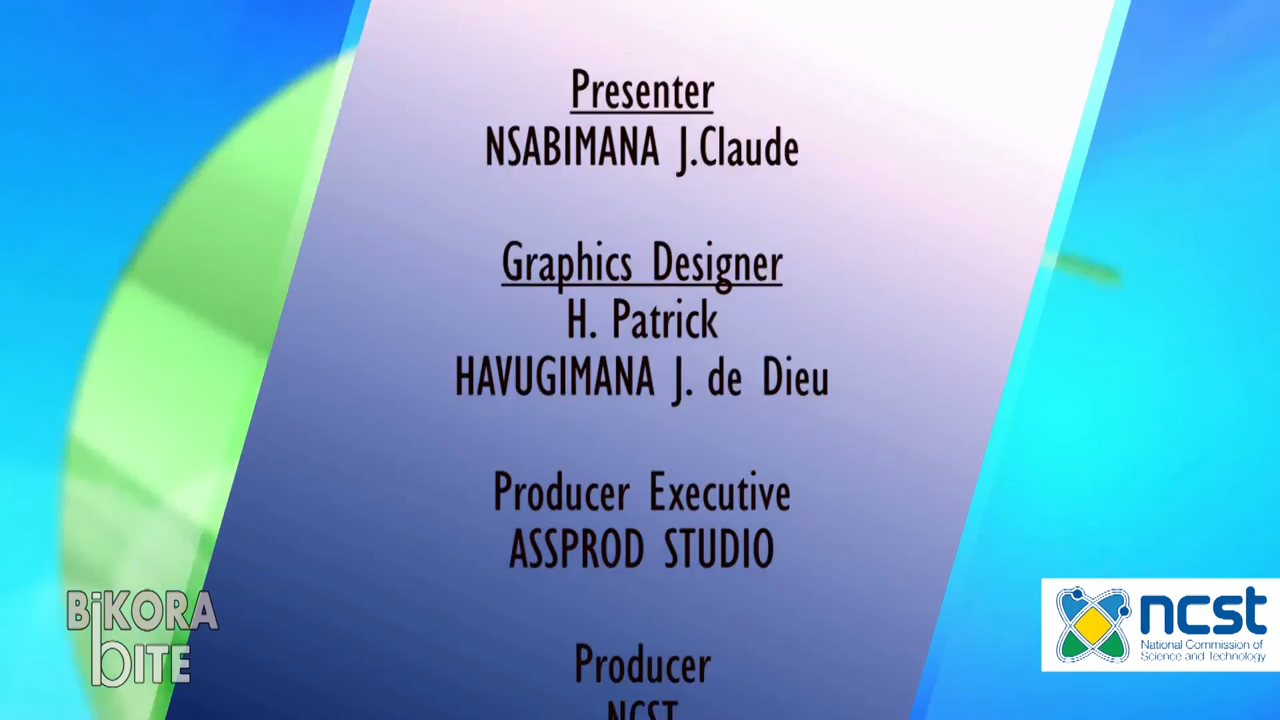 Presenter
NSABIMANA J.Claude
Graphics Designer
H. Patrick
HAVUGIMANA J. de Dieu
Producer Executive
ASSPROD STUDIO
Producer
NCST
BiKORA
bITE
ncst
National Commission of
Science and Technology